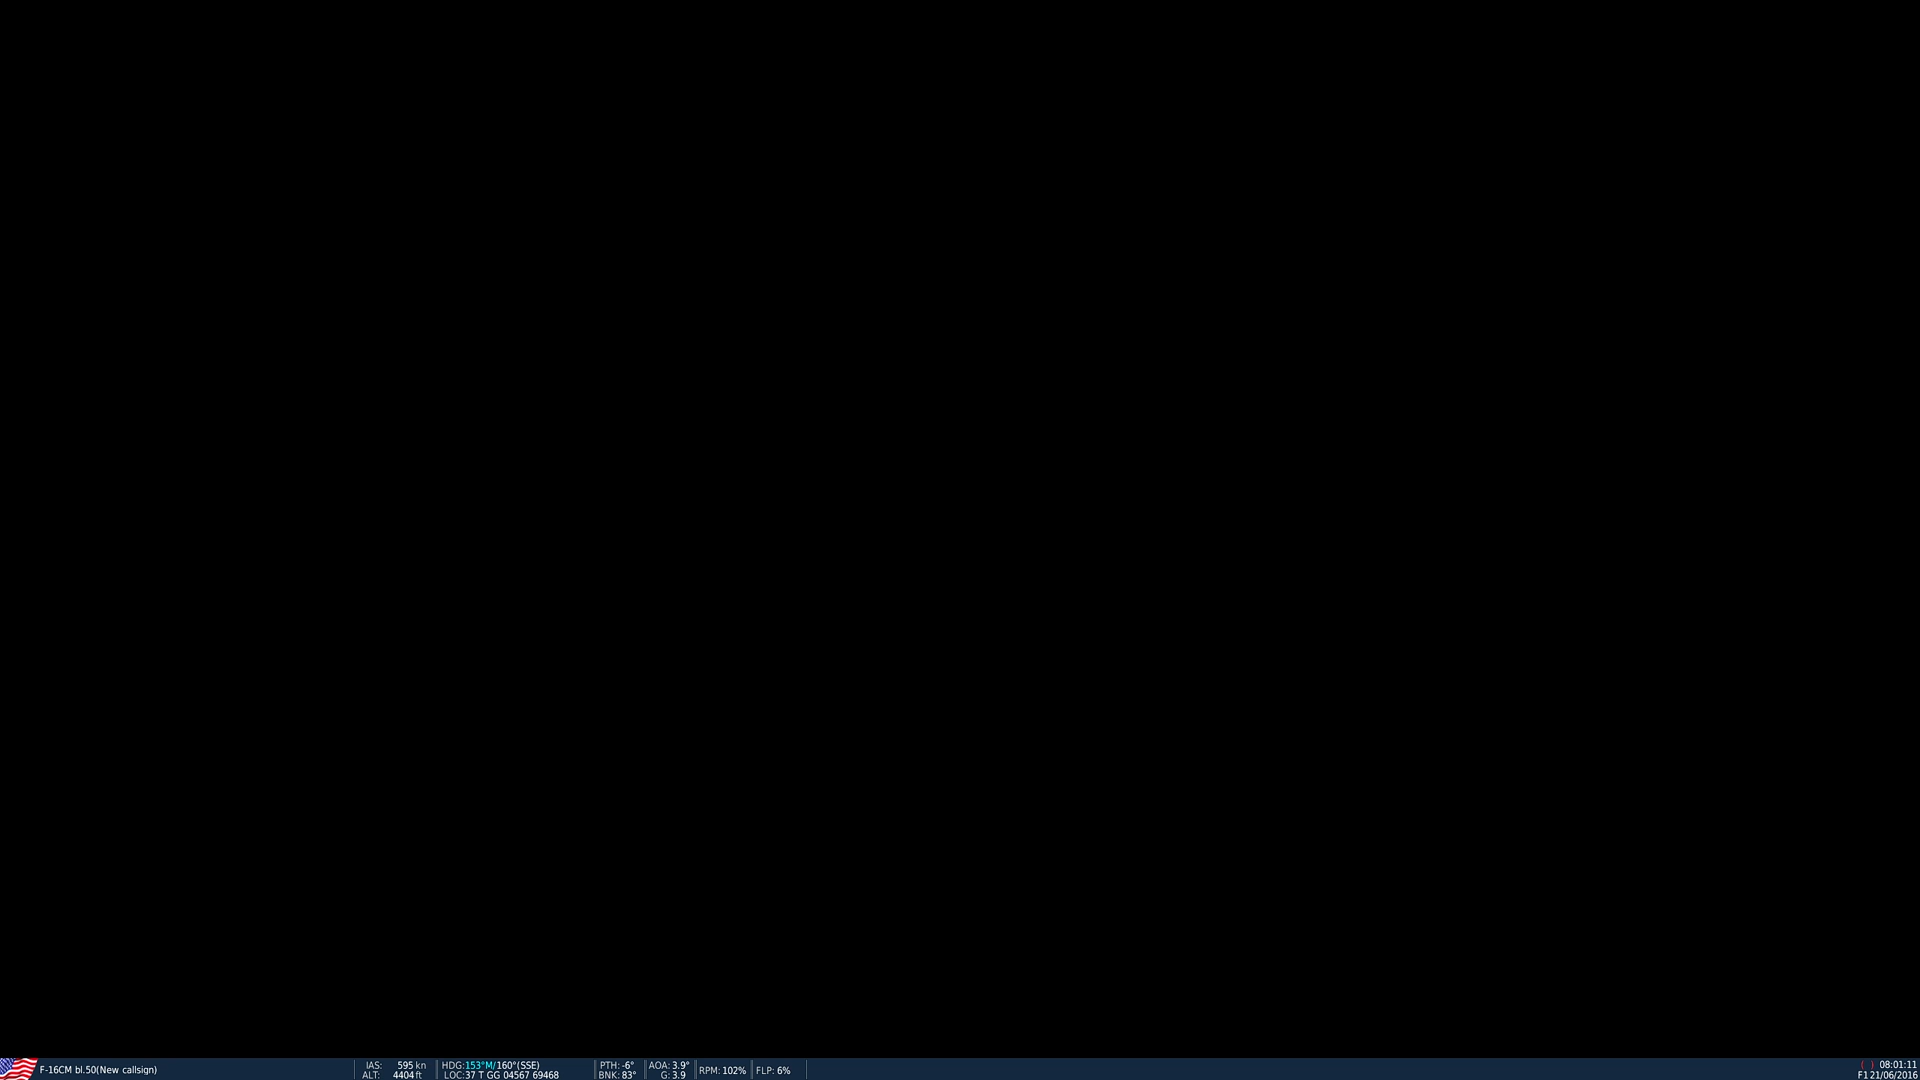 F-16CM bl.50(New callsign)
IAS: 595 kn
ALT: 4404 ft
HDG:153°M/160°(SSE)
LOC:37 T GG 04567 69468
PTH: -6°
BNK: 83°
AOA: 3.9°
G: 3.9
RPM: 102%
FLP: 6%
( ) 08:01:11
F1 21/06/2016